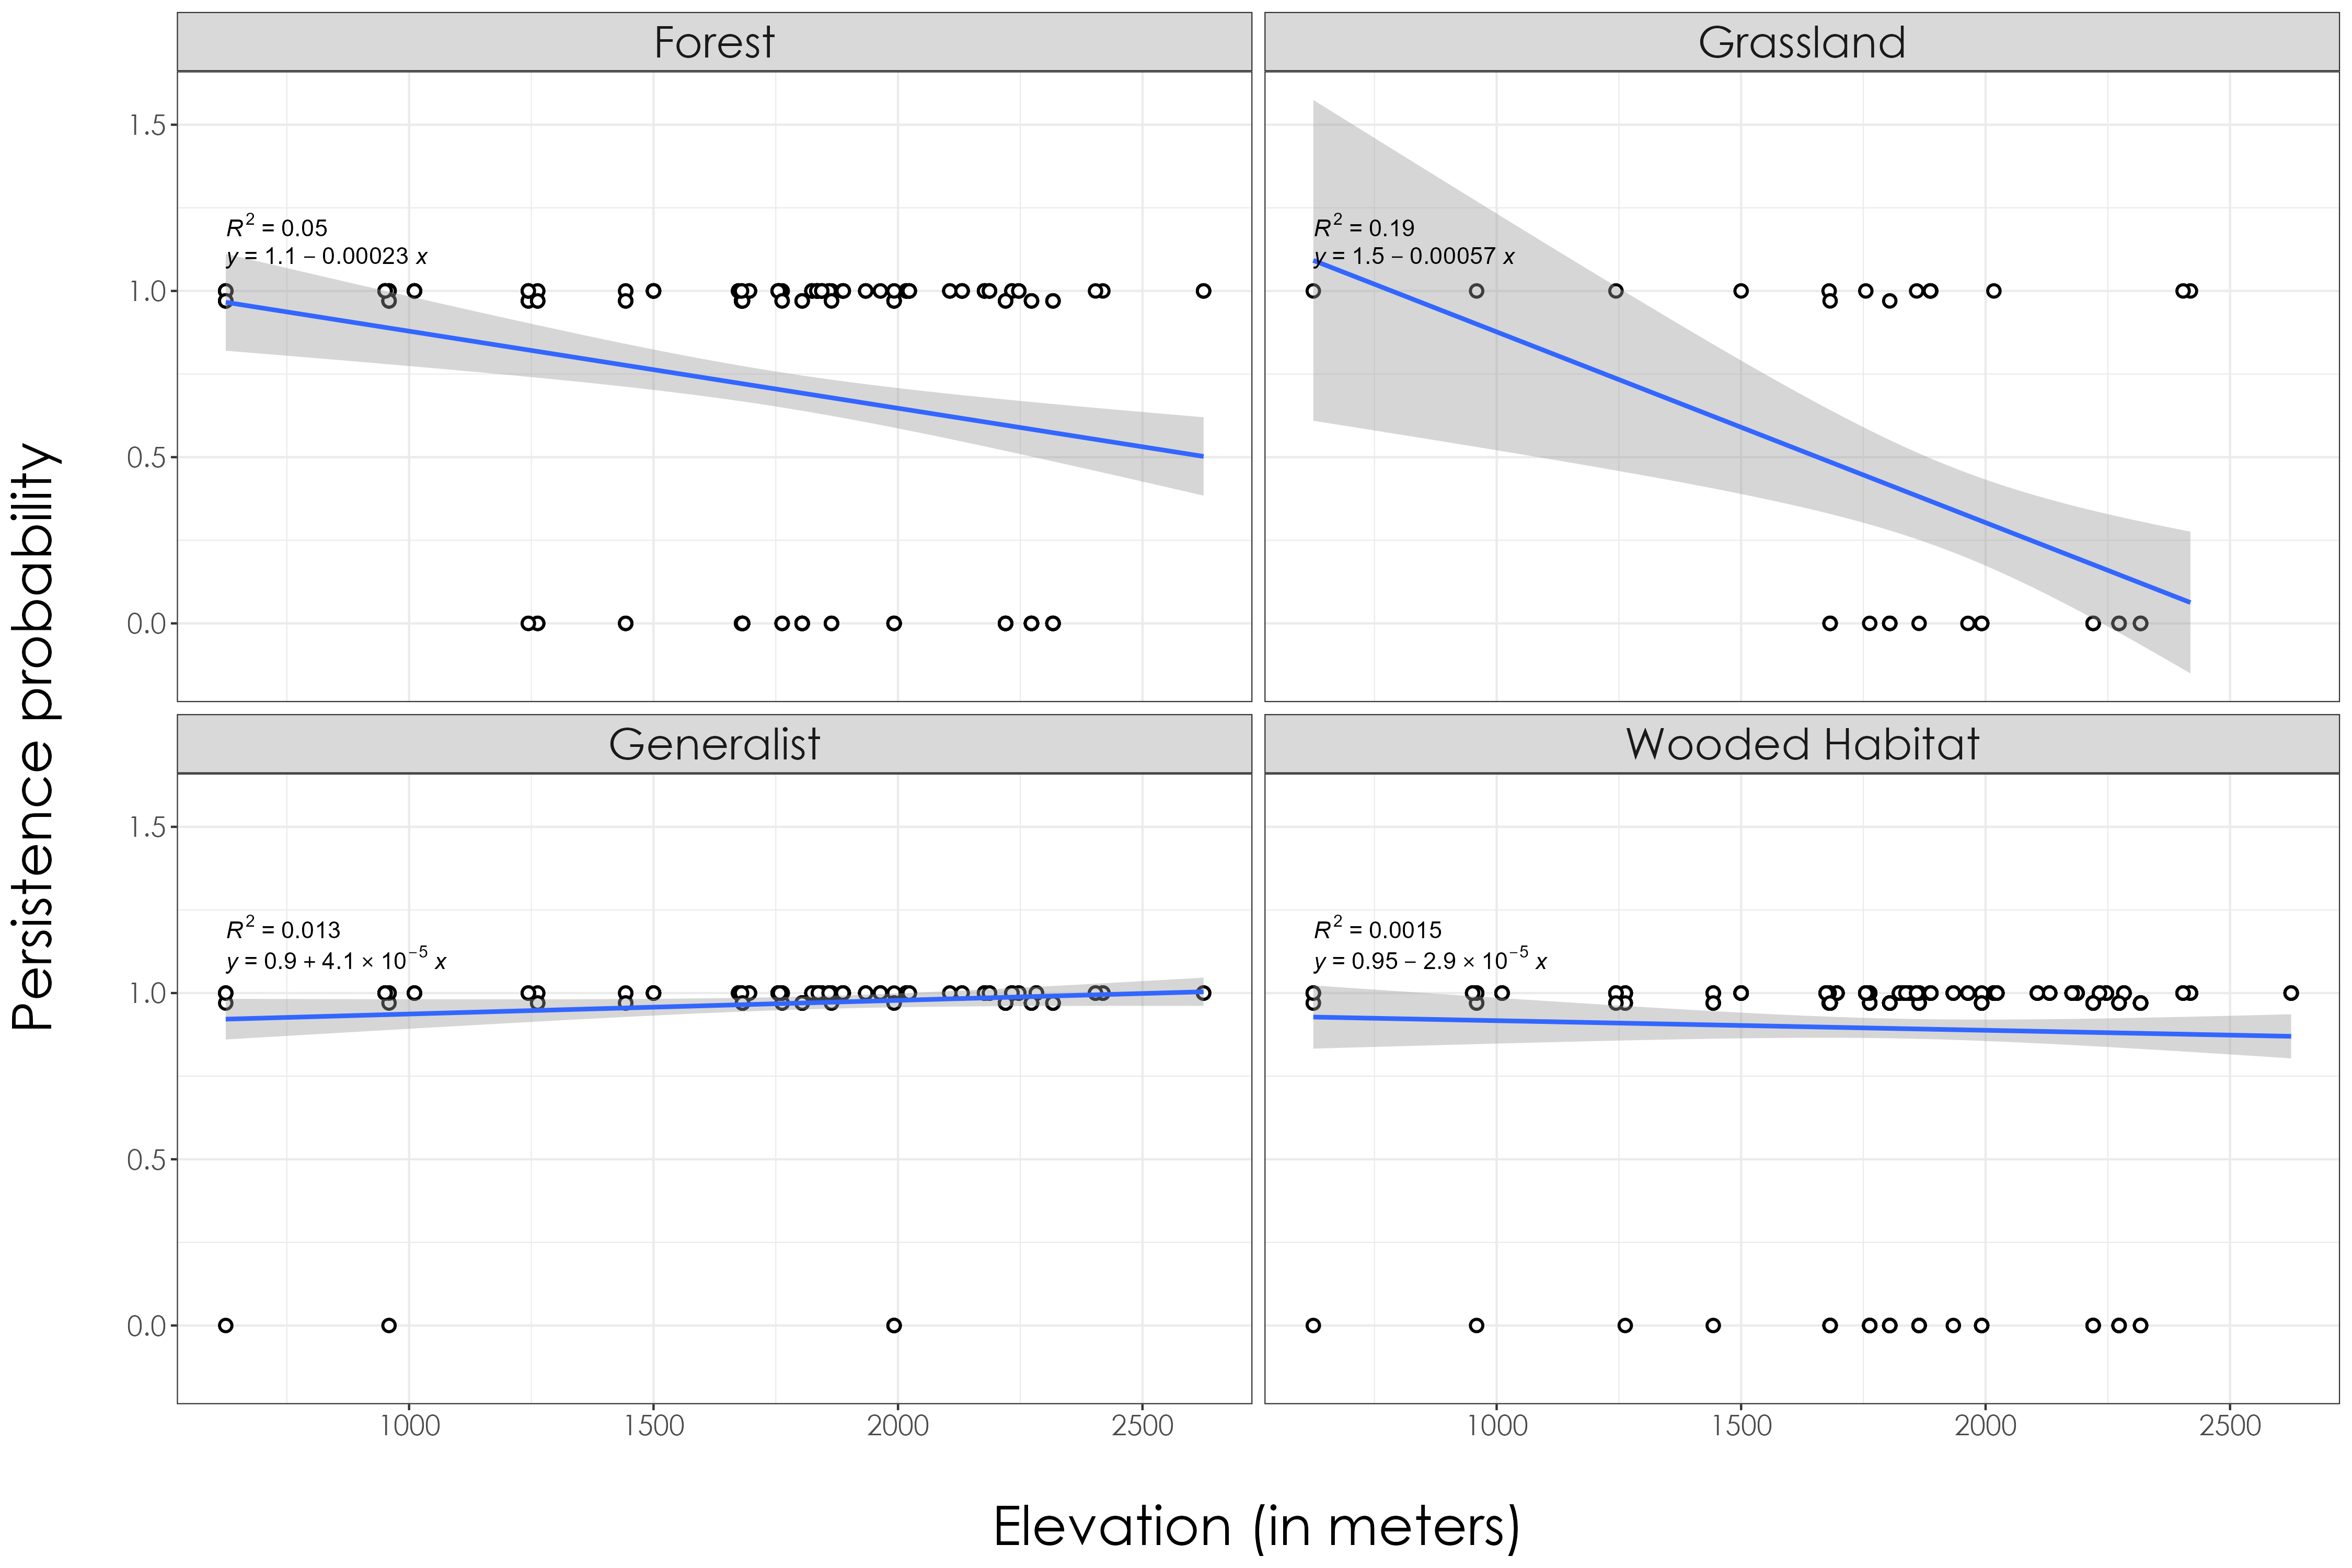 Forest
Grassland
1.5
1.0
0.5
0.0
R² = 0.05
y = 1.1 − 0.00023 x
R² = 0.19
y = 1.5 − 0.00057 x
Persistence probability
Generalist
Wooded Habitat
1.5
1.0
0.5
0.0
R² = 0.013
y = 0.9 + 4.1 × 10⁻⁵ x
R² = 0.0015
y = 0.95 − 2.9 × 10⁻⁵ x
1000 1500 2000 2500
1000 1500 2000 2500
Elevation (in meters)